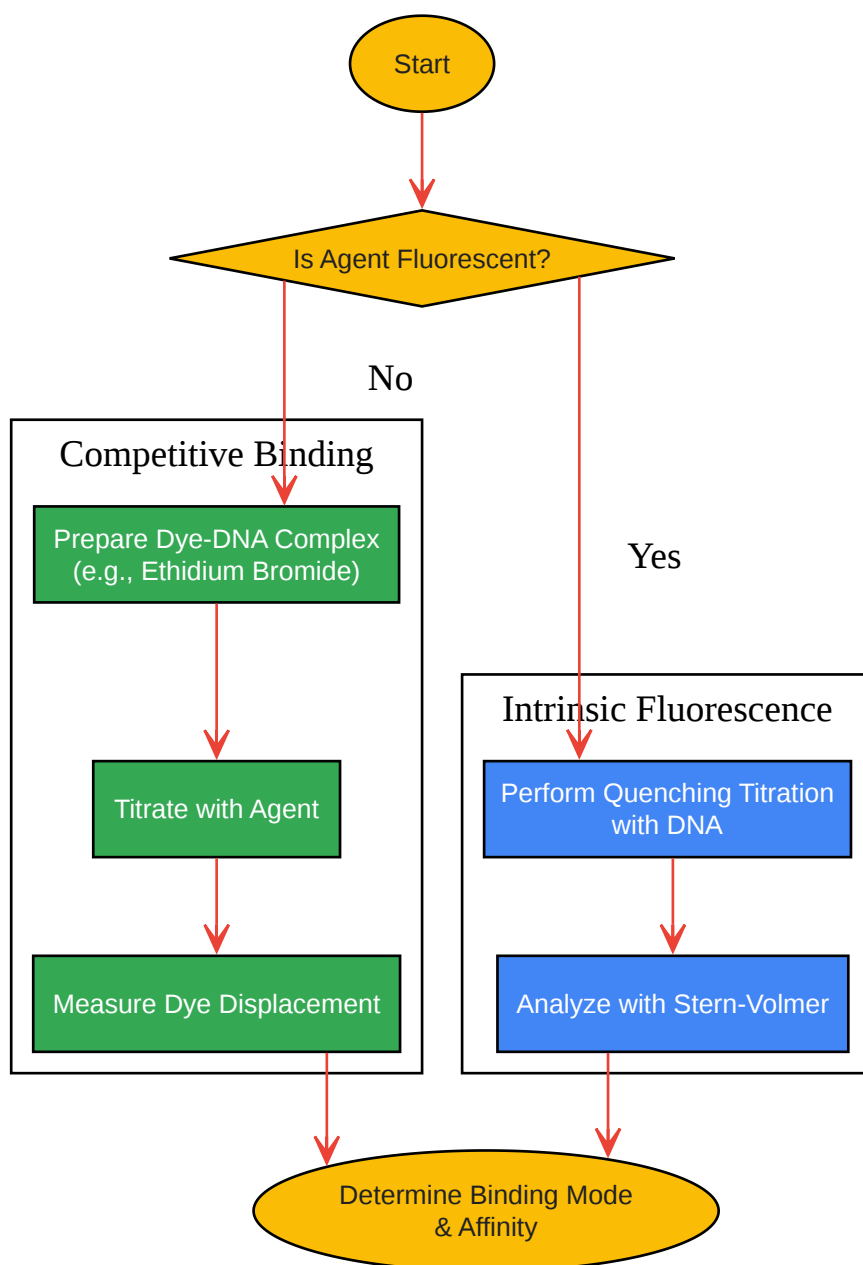 Start
Is Agent Fluorescent?
No
Competitive Binding
Prepare Dye-DNA Complex
(e.g., Ethidium Bromide)
Titrate with Agent
Measure Dye Displacement
Yes
Intrinsic Fluorescence
Perform Quenching Titration
with DNA
Analyze with Stern-Volmer
Determine Binding Mode
& Affinity